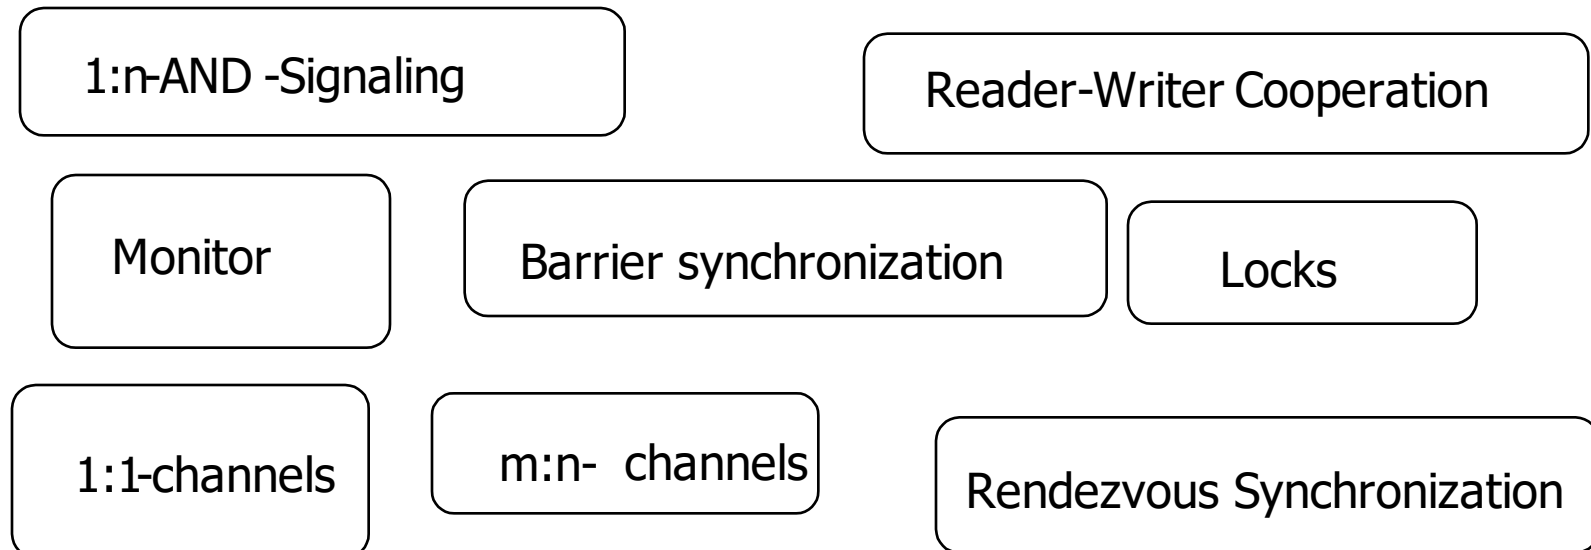 1:n-AND -Signaling
Reader-Writer Cooperation
Monitor
Barrier synchronization
Locks
1:1-channels
m:n- channels
Rendezvous Synchronization